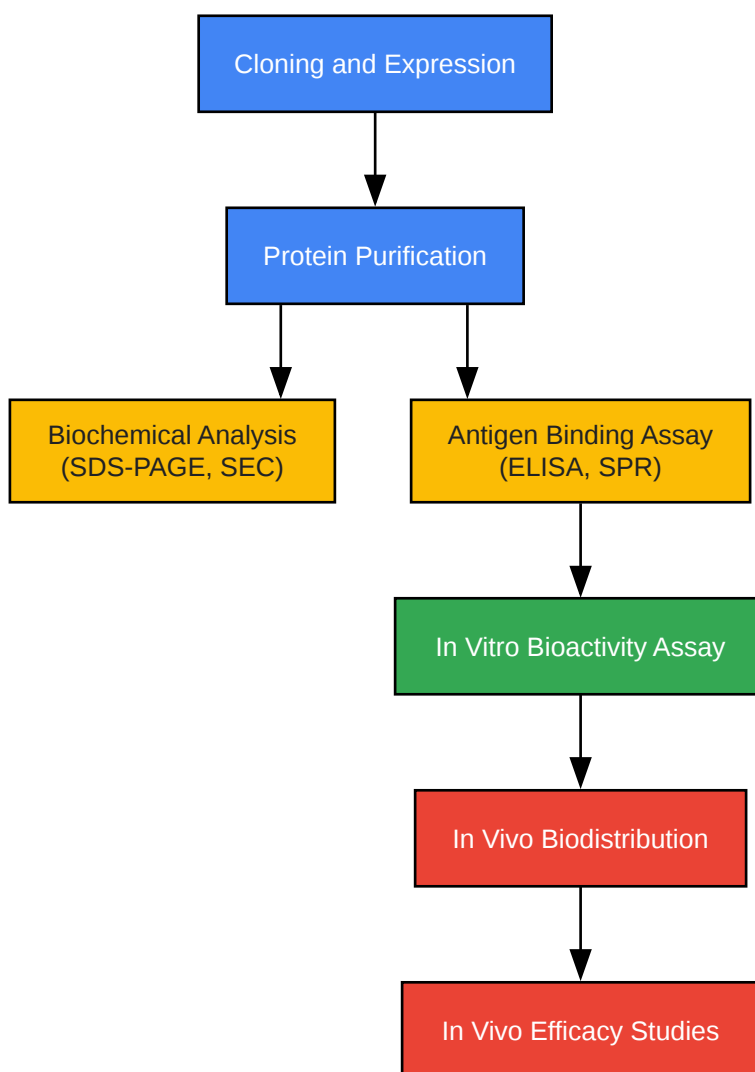 Cloning and Expression
Protein Purification
Biochemical Analysis
(SDS-PAGE, SEC)
Antigen Binding Assay
(ELISA, SPR)
In Vitro Bioactivity Assay
In Vivo Biodistribution
In Vivo Efficacy Studies